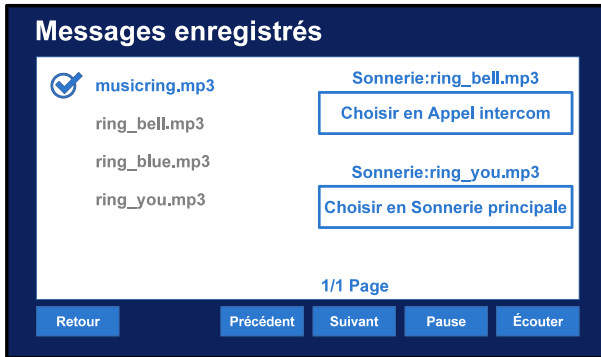 Messages enregistrés
musicring.mp3
ring_bell.mp3
ring_blue.mp3
ring_you.mp3
Sonnerie:ring_bell.mp3
Choisir en Appel intercom
Sonnerie:ring_you.mp3
Choisir en Sonnerie principale
1/1 Page
Retour
Précédent
Suivant
Pause
Écouter